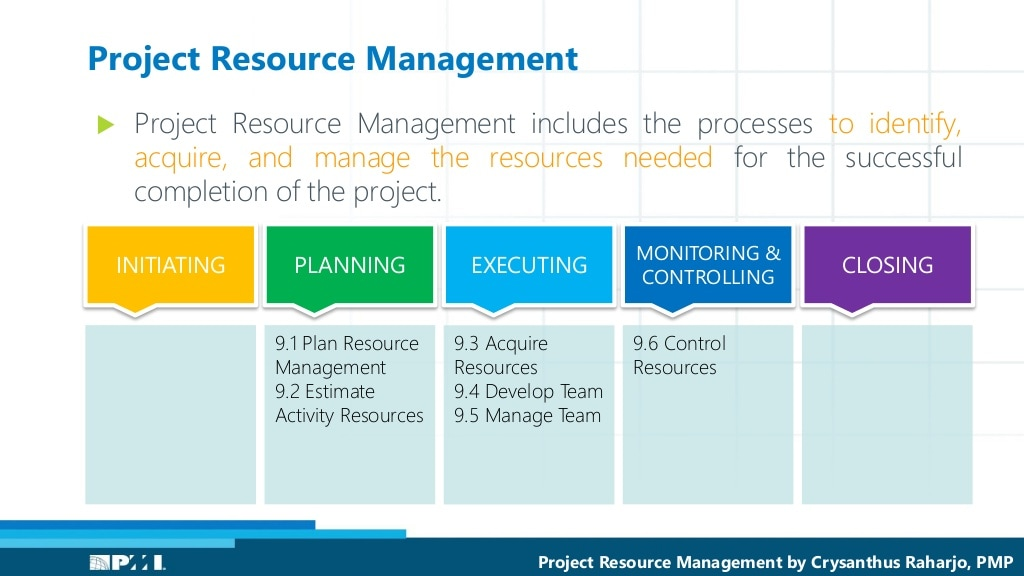 Project Resource Management
Project Resource Management includes the processes to identify,
acquire, and manage the resources needed for the successful
completion of the project.
INITIATING
PLANNING
EXECUTING
MONITORING &
CONTROLLING
CLOSING
9.1 Plan Resource
Management
9.2 Estimate
Activity Resources
9.3 Acquire
Resources
9.4 Develop Team
9.5 Manage Team
9.6 Control
Resources
PMI
Project Resource Management by Crysanthus Raharjo, PMP